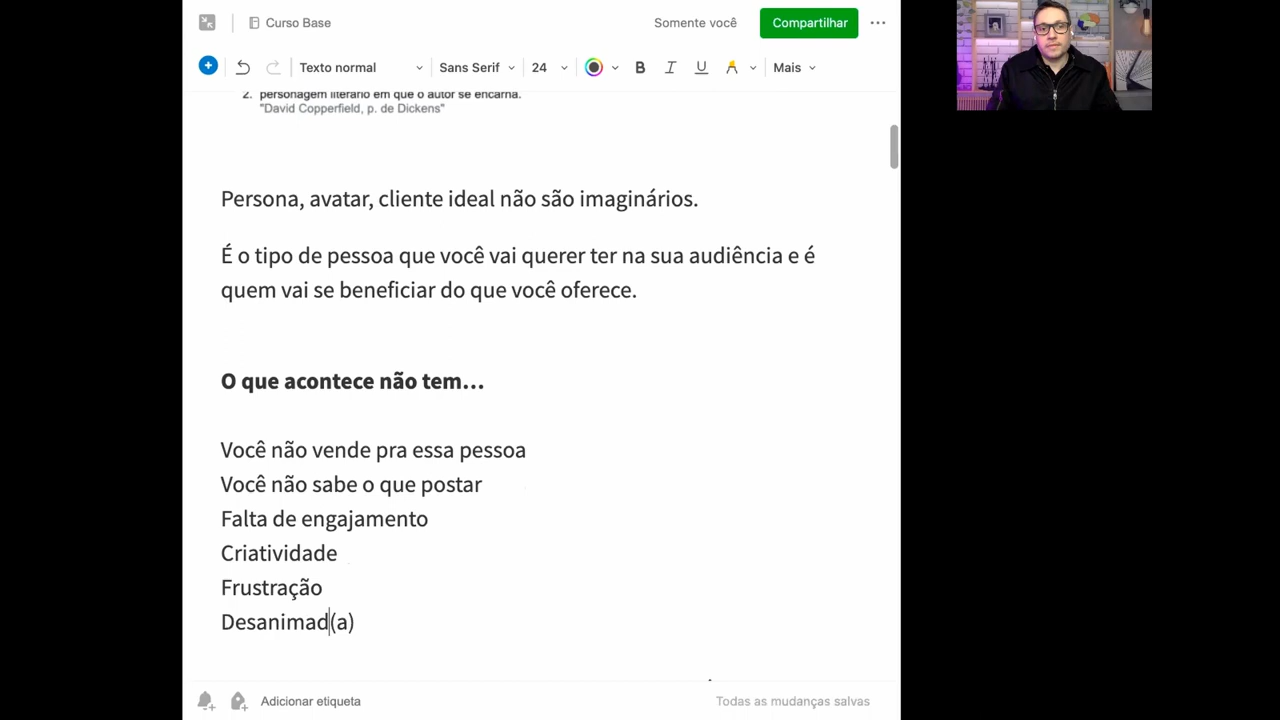 Curso Base
Somente você
Compartilhar
Texto normal
Sans Serif
24
B
I
U
Mais
2. personagem literário em que o autor se encarna.
"David Copperfield, p. de Dickens"
Persona, avatar, cliente ideal não são imaginários.
É o tipo de pessoa que você vai querer ter na sua audiência e é
quem vai se beneficiar do que você oferece.
O que acontece não tem...
Você não vende pra essa pessoa
Você não sabe o que postar
Falta de engajamento
Criatividade
Frustração
Desanimad(a)
Adicionar etiqueta
Todas as mudanças salvas